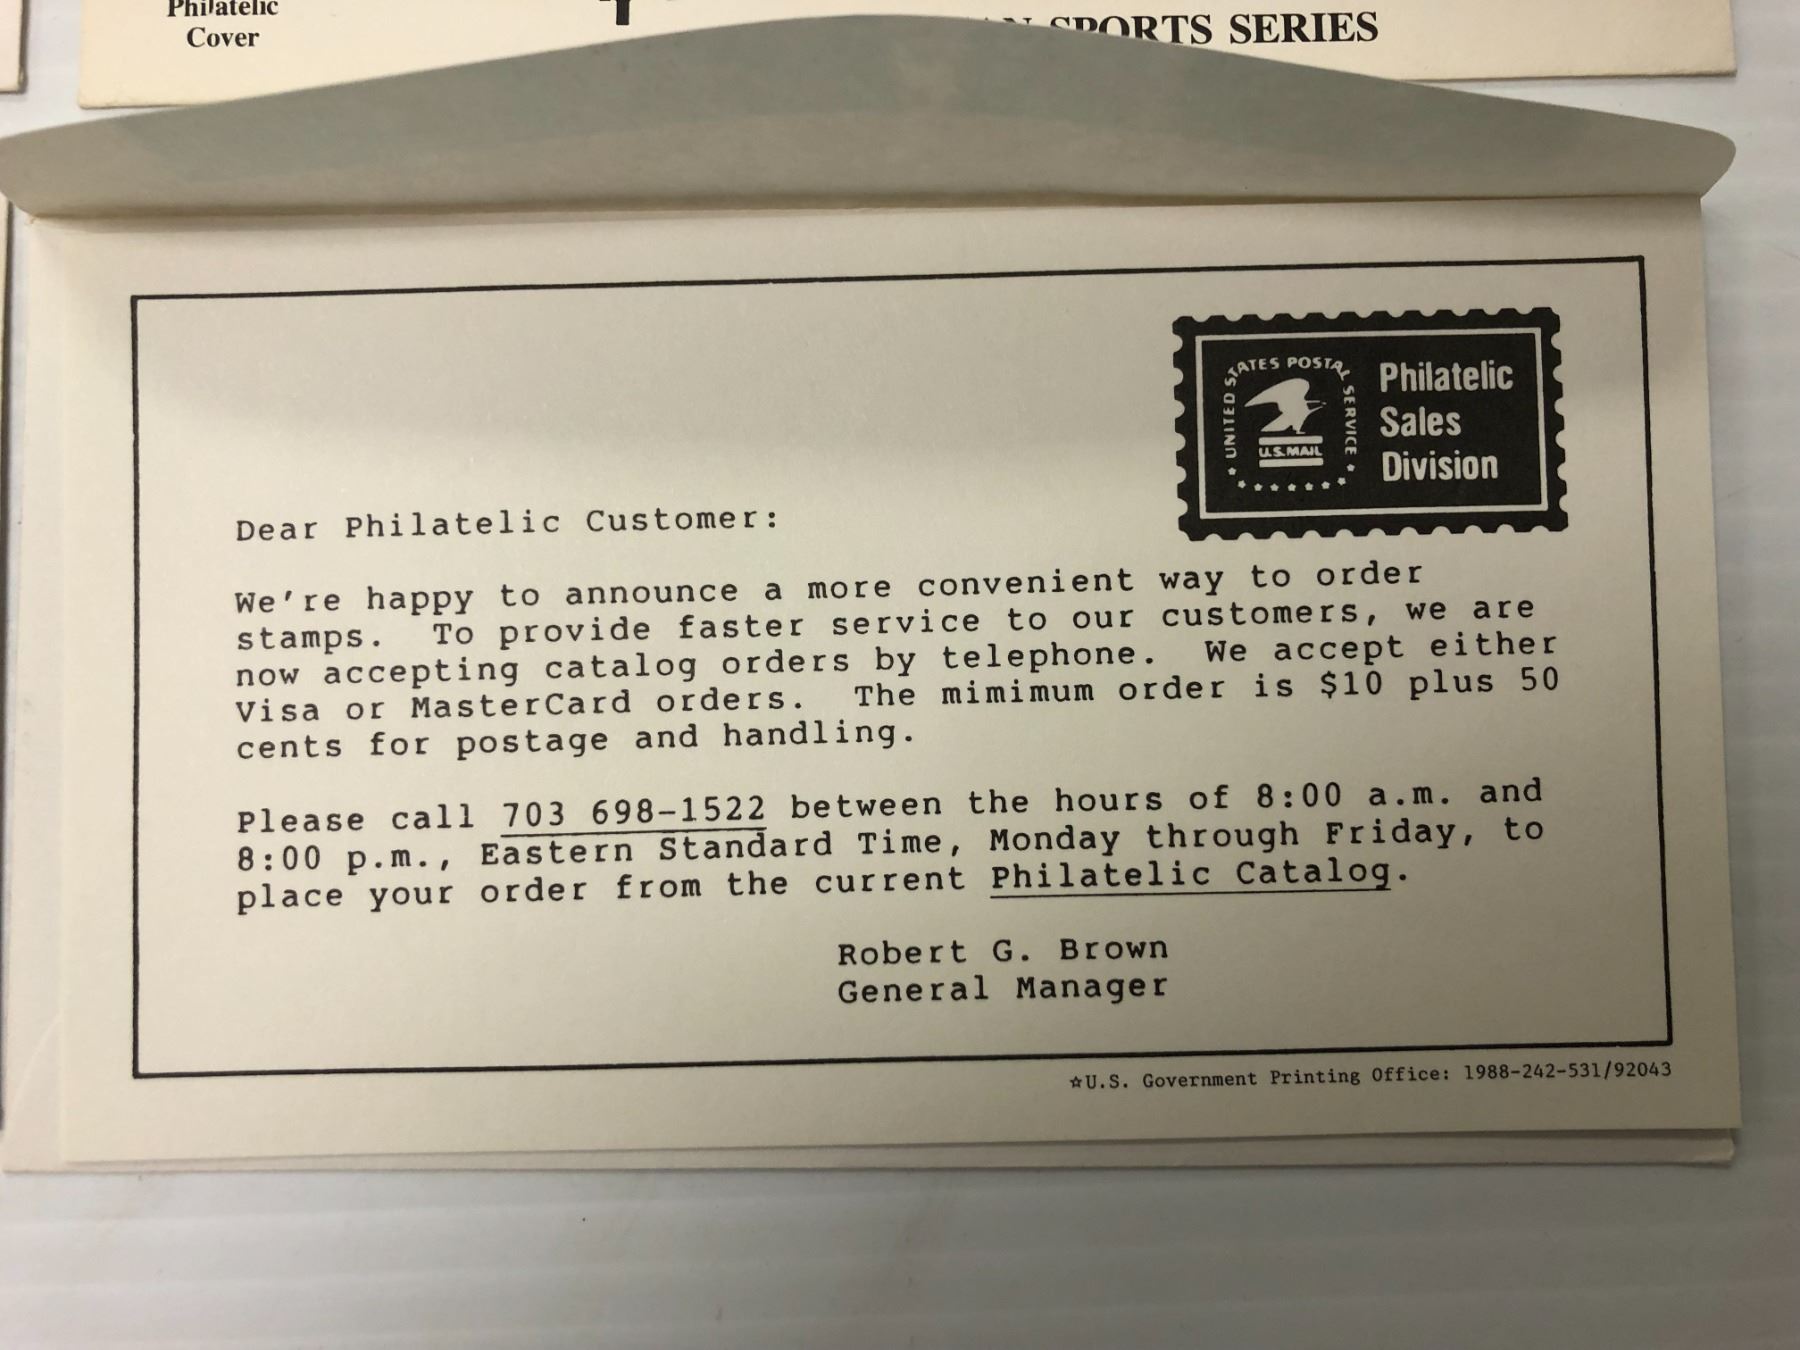 Philatelic
Cover
SPORTS SERIES
UNITED STATES POSTAL SERVICE
U.S.MAIL
Philatelic
Sales
Division
Dear Philatelic Customer:
We're happy to announce a more convenient way to order
stamps. To provide faster service to our customers, we are
now accepting catalog orders by telephone. We accept either
Visa or MasterCard orders. The mimimum order is $10 plus 50
cents for postage and handling.
Please call 703 698-1522 between the hours of 8:00 a.m. and
8:00 p.m., Eastern Standard Time, Monday through Friday, to
place your order from the current Philatelic Catalog.
Robert G. Brown
General Manager
☆U.S. Government Printing Office: 1988-242-531/92043